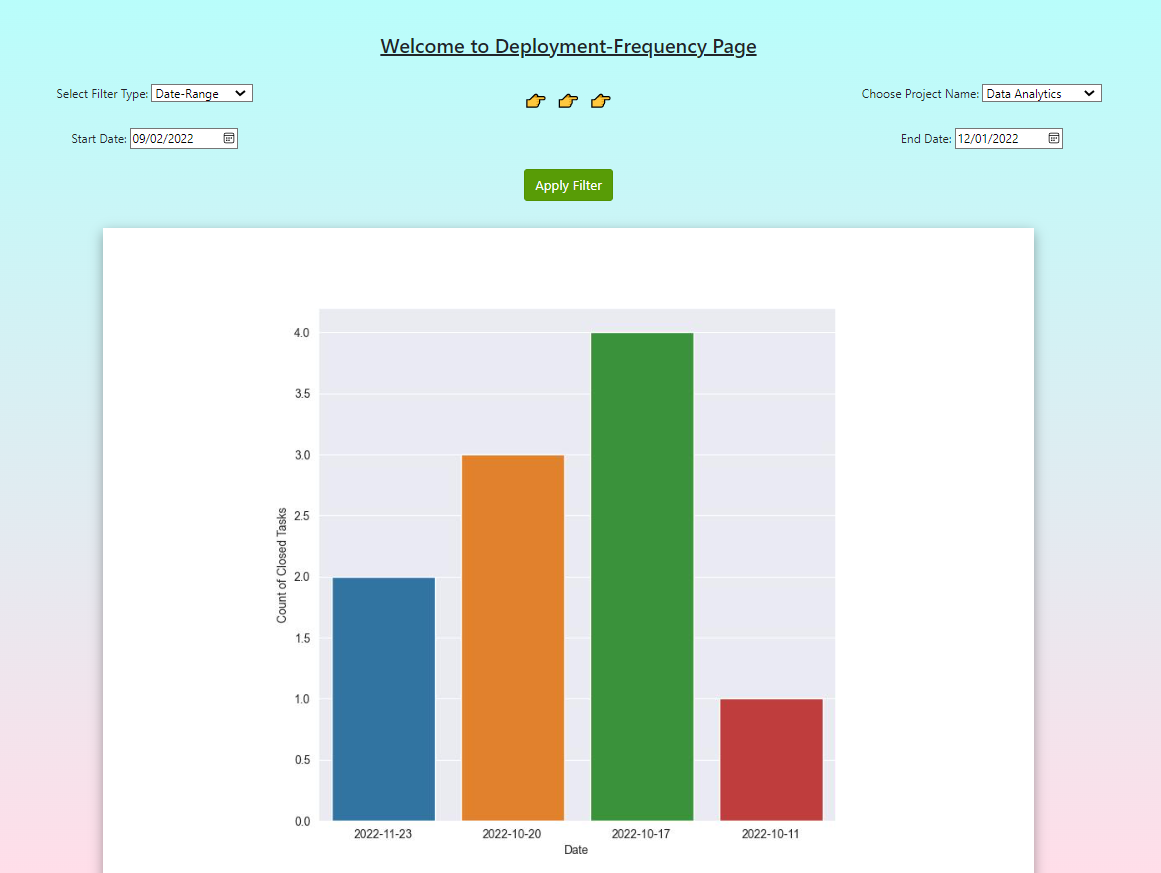 Welcome to Deployment-Frequency Page
Select Filter Type: Date-Range
Choose Project Name: Data Analytics
Start Date: 09/02/2022
End Date: 12/01/2022
Apply Filter
4.0
3.5
3.0
2.5
2.0
1.5
1.0
0.5
0.0
Count of Closed Tasks
2022-11-23 2022-10-20 2022-10-17 2022-10-11
Date